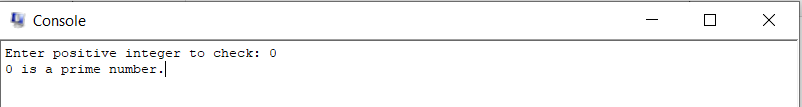 Console
Enter positive integer to check: 0
0 is a prime number.